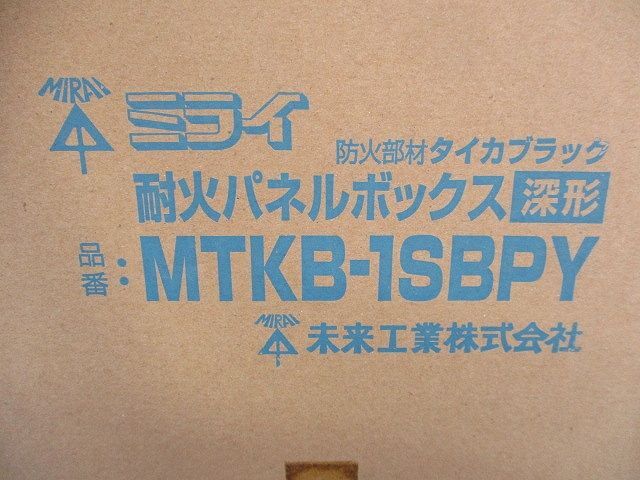 MIRAI
ミライ
防火部材 タイカブラック
耐火パネルボックス 深形
品番：MTKB-1SBPY
MIRAI 未来工業株式会社